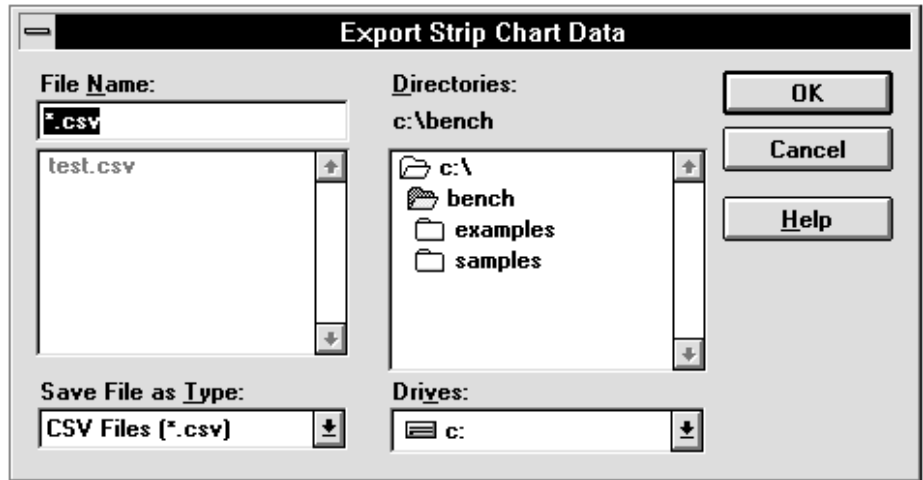 Export Strip Chart Data
File Name:
*.csv
test.csv
Save File as Type:
CSV Files (*.csv)
Directories:
c:\bench
c:\
bench
examples
samples
Drives:
c:
OK
Cancel
Help